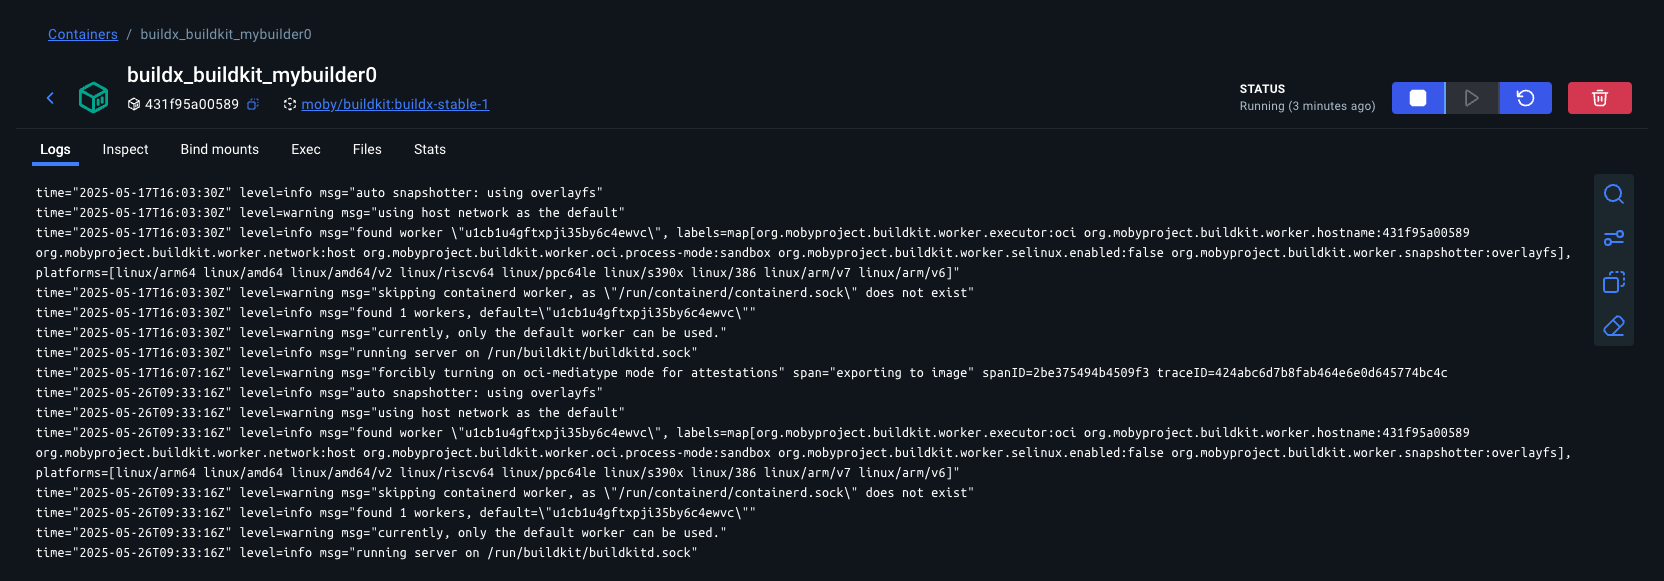 Containers / buildx_buildkit_mybuilder0
buildx_buildkit_mybuilder0
431f95a00589 moby/buildkit:buildx-stable-1
STATUS
Running (3 minutes ago)
Logs Inspect Bind mounts Exec Files Stats
time="2025-05-17T16:03:30Z" level=info msg="auto snapshotter: using overlayfs"
time="2025-05-17T16:03:30Z" level=warning msg="using host network as the default"
time="2025-05-17T16:03:30Z" level=info msg="found worker \"u1cb1u4gftxpji35by6c4ewvc\", labels=map[org.mobyproject.buildkit.worker.executor:oci org.mobyproject.buildkit.worker.hostname:431f95a00589
org.mobyproject.buildkit.worker.network:host org.mobyproject.buildkit.worker.oci.process-mode:sandbox org.mobyproject.buildkit.worker.selinux.enabled:false org.mobyproject.buildkit.worker.snapshotter:overlayfs],
platforms=[linux/arm64 linux/amd64 linux/amd64/v2 linux/riscv64 linux/ppc64le linux/s390x linux/386 linux/arm/v7 linux/arm/v6]"
time="2025-05-17T16:03:30Z" level=warning msg="skipping containerd worker, as \"/run/containerd/containerd.sock\" does not exist"
time="2025-05-17T16:03:30Z" level=info msg="found 1 workers, default=\"u1cb1u4gftxpji35by6c4ewvc\""
time="2025-05-17T16:03:30Z" level=warning msg="currently, only the default worker can be used."
time="2025-05-17T16:03:30Z" level=info msg="running server on /run/buildkit/buildkitd.sock"
time="2025-05-17T16:07:16Z" level=warning msg="forcibly turning on oci-mediatype mode for attestations" span="exporting to image" spanID=2be375494b4509f3 traceID=424abc6d7b8fab464e6e0d645774bc4c
time="2025-05-26T09:33:16Z" level=info msg="auto snapshotter: using overlayfs"
time="2025-05-26T09:33:16Z" level=warning msg="using host network as the default"
time="2025-05-26T09:33:16Z" level=info msg="found worker \"u1cb1u4gftxpji35by6c4ewvc\", labels=map[org.mobyproject.buildkit.worker.executor:oci org.mobyproject.buildkit.worker.hostname:431f95a00589
org.mobyproject.buildkit.worker.network:host org.mobyproject.buildkit.worker.oci.process-mode:sandbox org.mobyproject.buildkit.worker.selinux.enabled:false org.mobyproject.buildkit.worker.snapshotter:overlayfs],
platforms=[linux/arm64 linux/amd64 linux/amd64/v2 linux/riscv64 linux/ppc64le linux/s390x linux/386 linux/arm/v7 linux/arm/v6]"
time="2025-05-26T09:33:16Z" level=warning msg="skipping containerd worker, as \"/run/containerd/containerd.sock\" does not exist"
time="2025-05-26T09:33:16Z" level=info msg="found 1 workers, default=\"u1cb1u4gftxpji35by6c4ewvc\""
time="2025-05-26T09:33:16Z" level=warning msg="currently, only the default worker can be used."
time="2025-05-26T09:33:16Z" level=info msg="running server on /run/buildkit/buildkitd.sock"